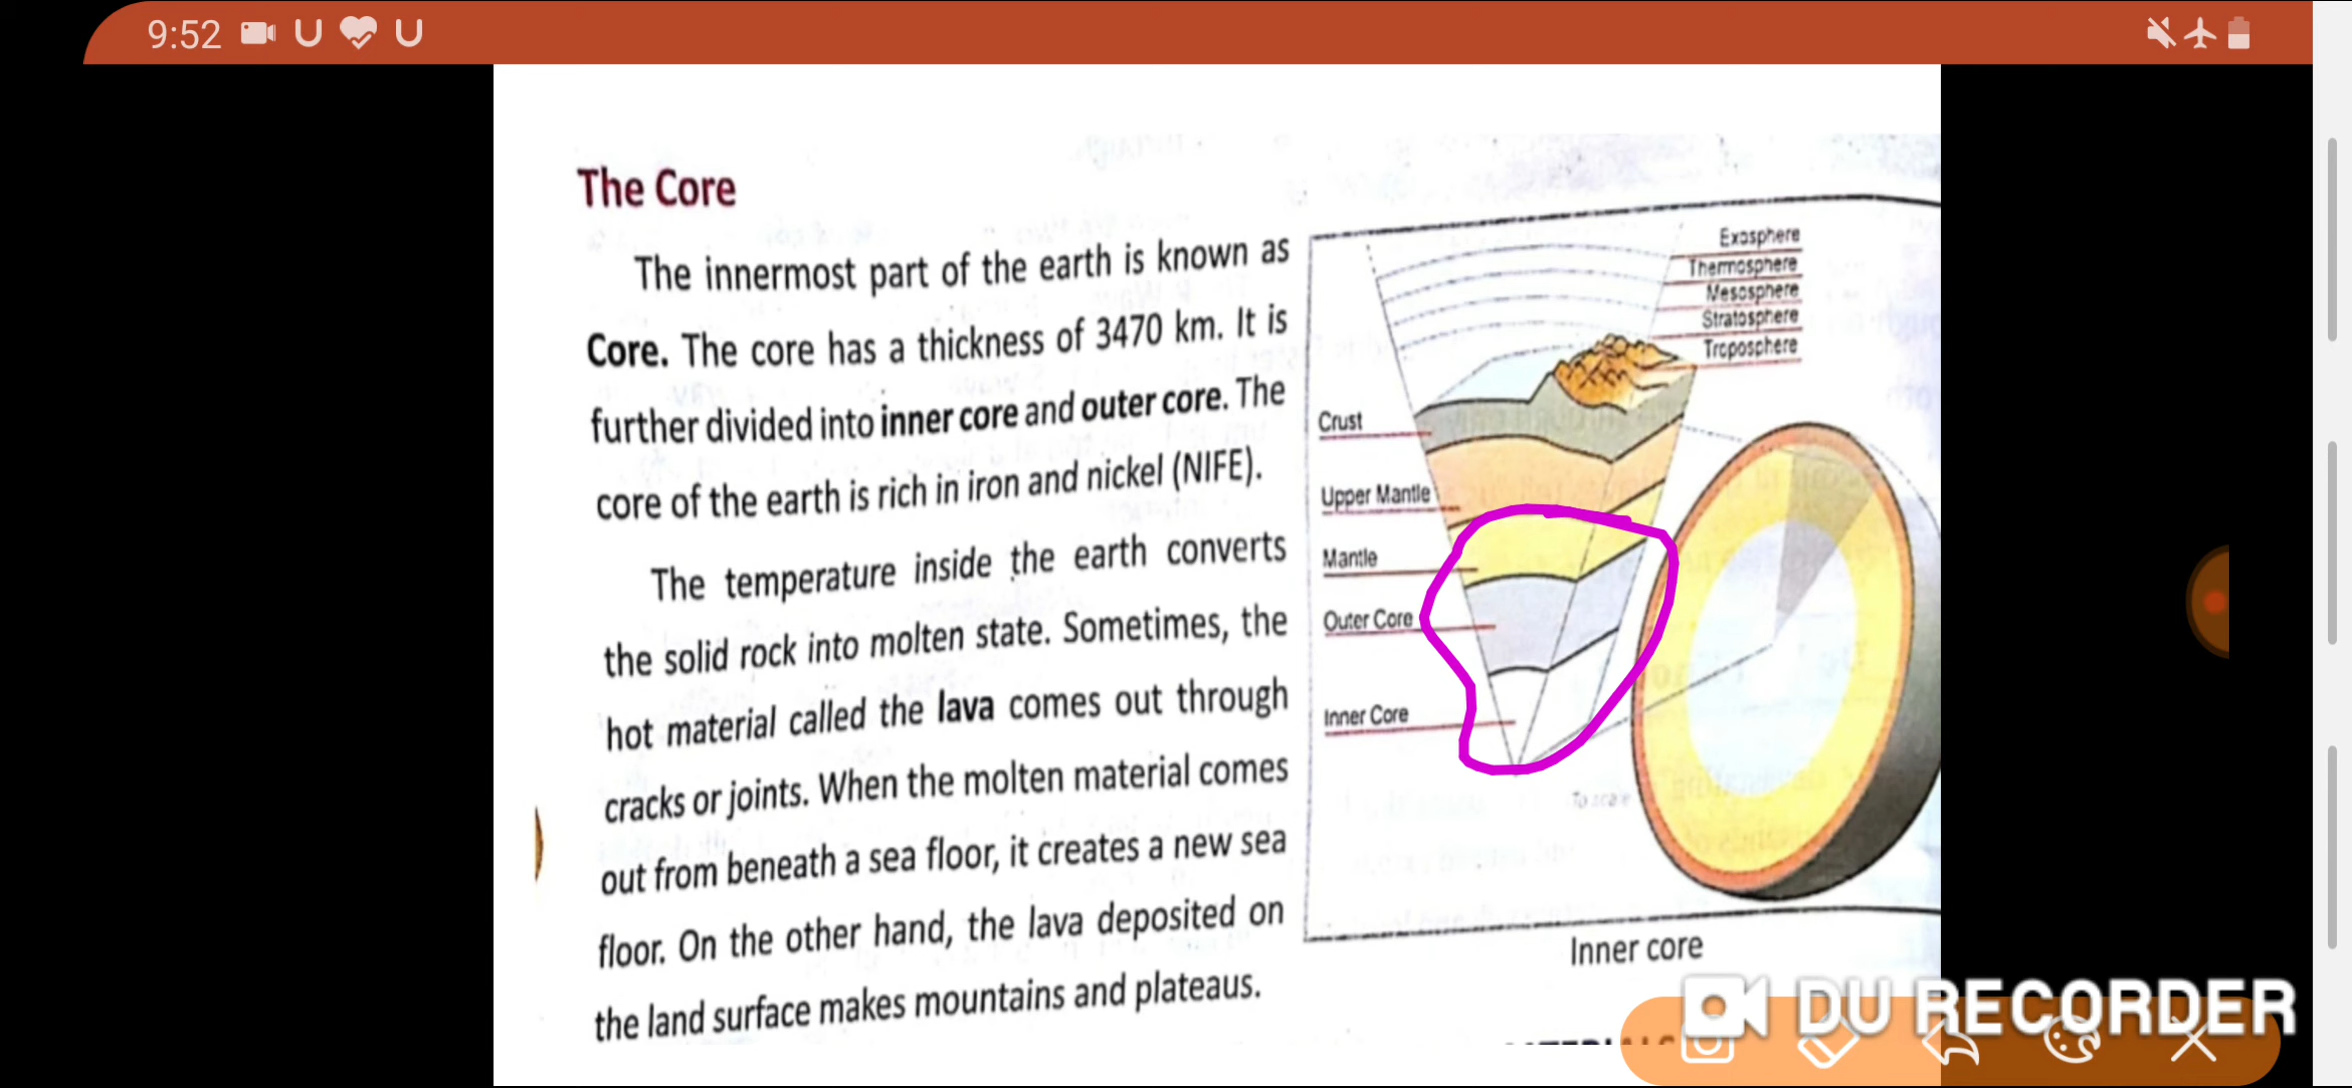 9:52
The Core
The innermost part of the earth is known as
Core. The core has a thickness of 3470 km. It is
further divided into inner core and outer core. The
core of the earth is rich in iron and nickel (NIFE).
The temperature inside the earth converts
the solid rock into molten state. Sometimes, the
hot material called the lava comes out through
cracks or joints. When the molten material comes
out from beneath a sea floor, it creates a new sea
floor. On the other hand, the lava deposited on
the land surface makes mountains and plateaus.
Exosphere
Thermosphere
Mesosphere
Stratosphere
Troposphere
Crust
Upper Mantle
Mantle
Outer Core
Inner Core
To scale
Inner core
DU RECORDER